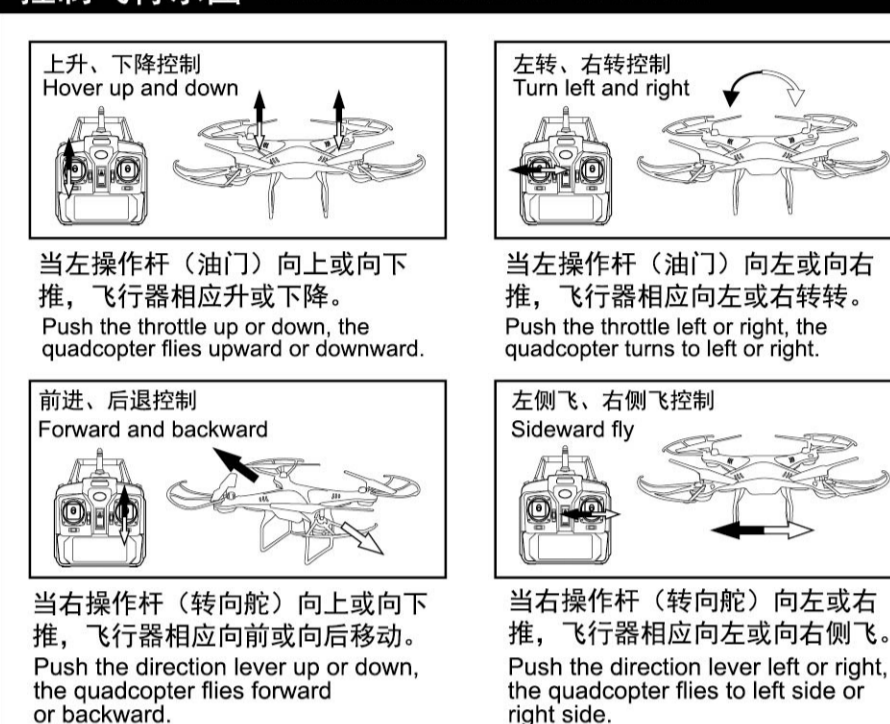 上升、下降控制
Hover up and down
当左操作杆（油门）向上或向下
推，飞行器相应升或下降。
Push the throttle up or down, the
quadcopter flies upward or downward.
左转、右转控制
Turn left and right
当左操作杆（油门）向左或向右
推，飞行器相应向左或右转转。
Push the throttle left or right, the
quadcopter turns to left or right.
前进、后退控制
Forward and backward
当右操作杆（转向舵）向上或向下
推，飞行器相应向前或向后移动。
Push the direction lever up or down,
the quadcopter flies forward
or backward.
左侧飞、右侧飞控制
Sideward fly
当右操作杆（转向舵）向左或右
推，飞行器相应向左或向右侧飞。
Push the direction lever left or right,
the quadcopter flies to left side or
right side.